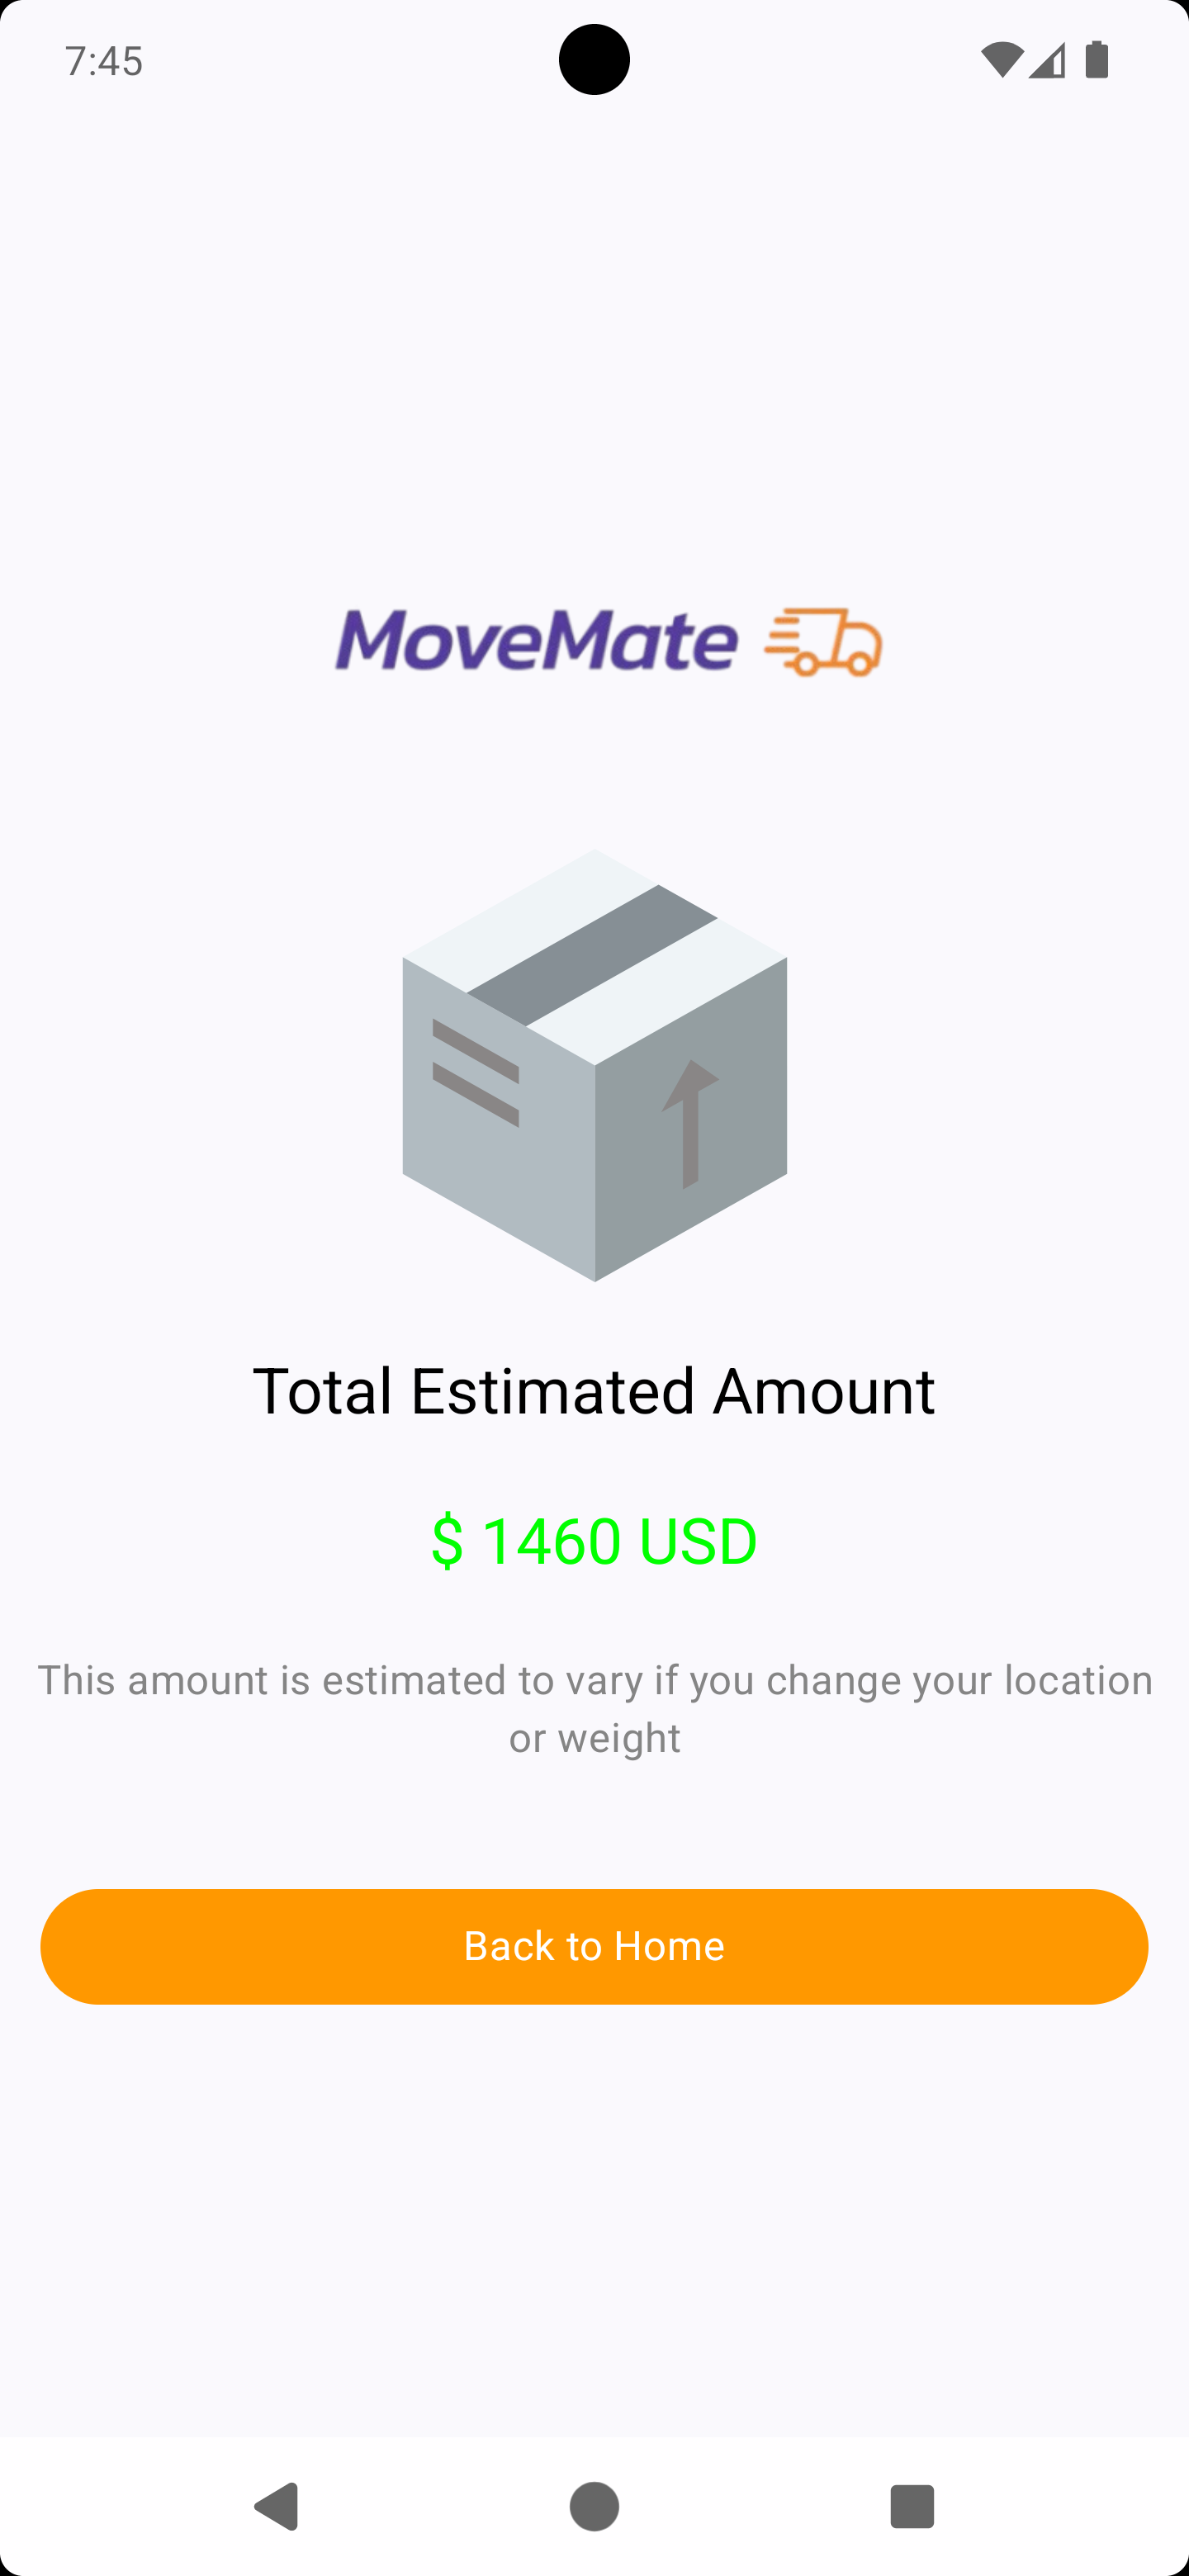 7:45
MoveMate
Total Estimated Amount
$ 1460 USD
This amount is estimated to vary if you change your location
or weight
Back to Home